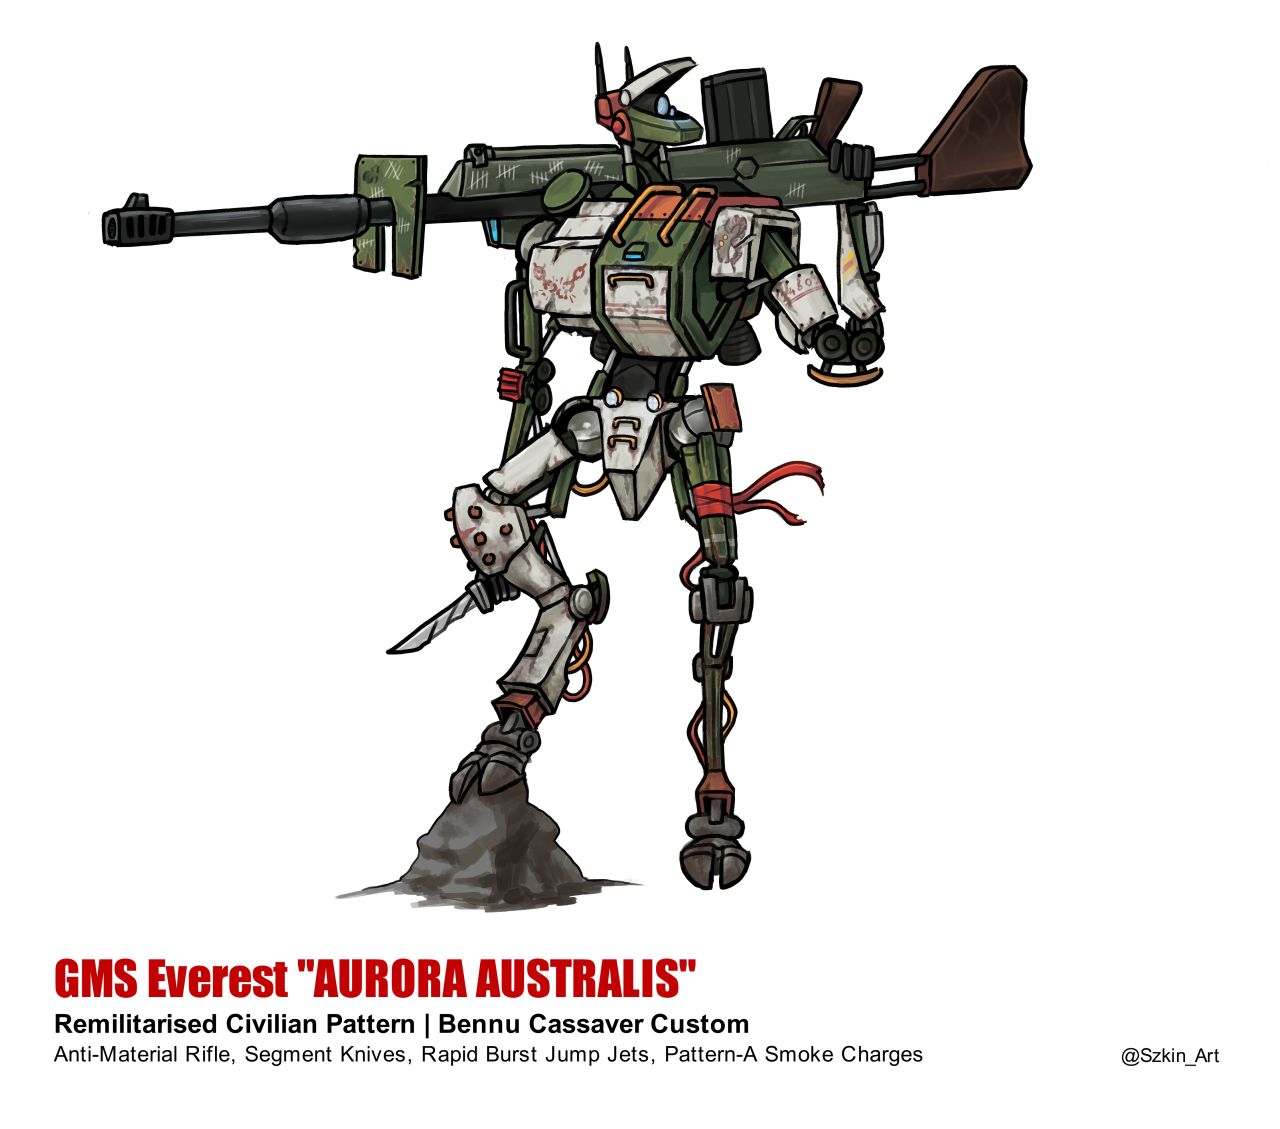 GMS Everest "AURORA AUSTRALIS"
Remilitarised Civilian Pattern | Bennu Cassaver Custom
Anti-Material Rifle, Segment Knives, Rapid Burst Jump Jets, Pattern-A Smoke Charges
@Szkin_Art